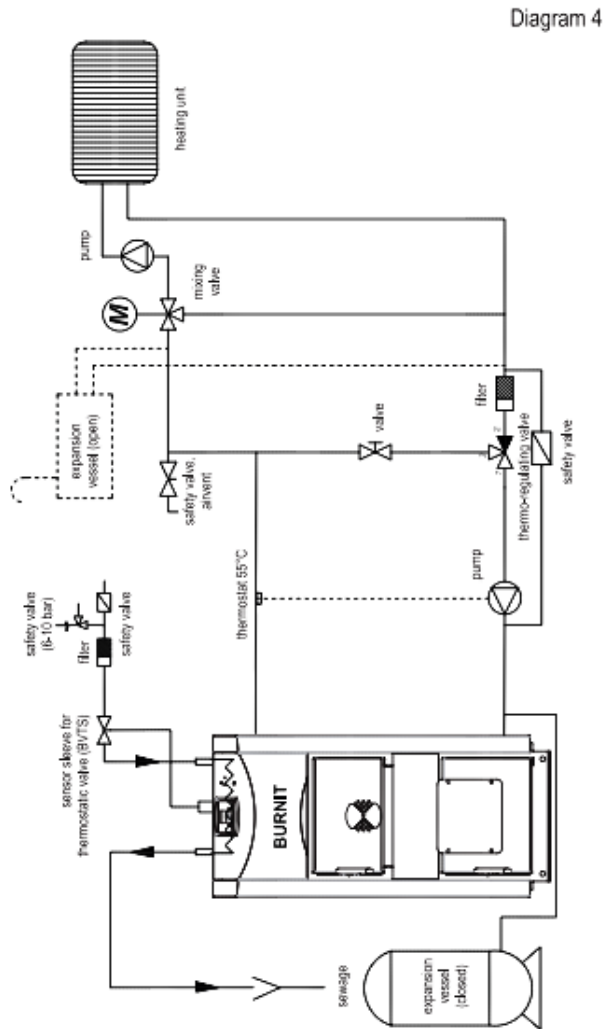 Diagram 4
heating unit
pump
M
mixing
valve
expansion
vessel (open)
safety valve,
airvent
valve
filter
thermo-regulating valve
safety valve
safety valve
(6-10 bar)
filter
safety valve
thermostat 55°C
pump
sensor sleeve for
thermostatic valve (BVTS)
BURNIT
sewage
expansion
vessel
(closed)